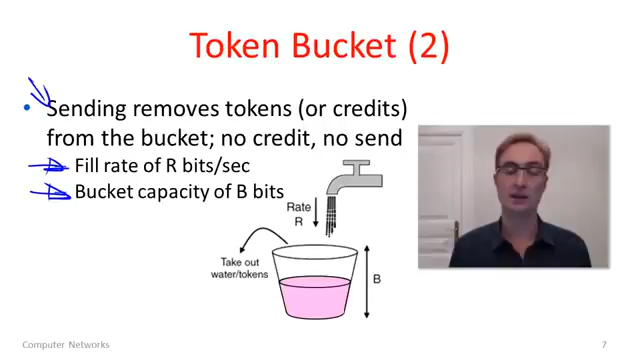 Token Bucket (2)
• Sending removes tokens (or credits)
from the bucket; no credit, no send
Fill rate of R bits/sec
Bucket capacity of B bits
Rate
R
Take out
water/tokens
B
Computer Networks
7